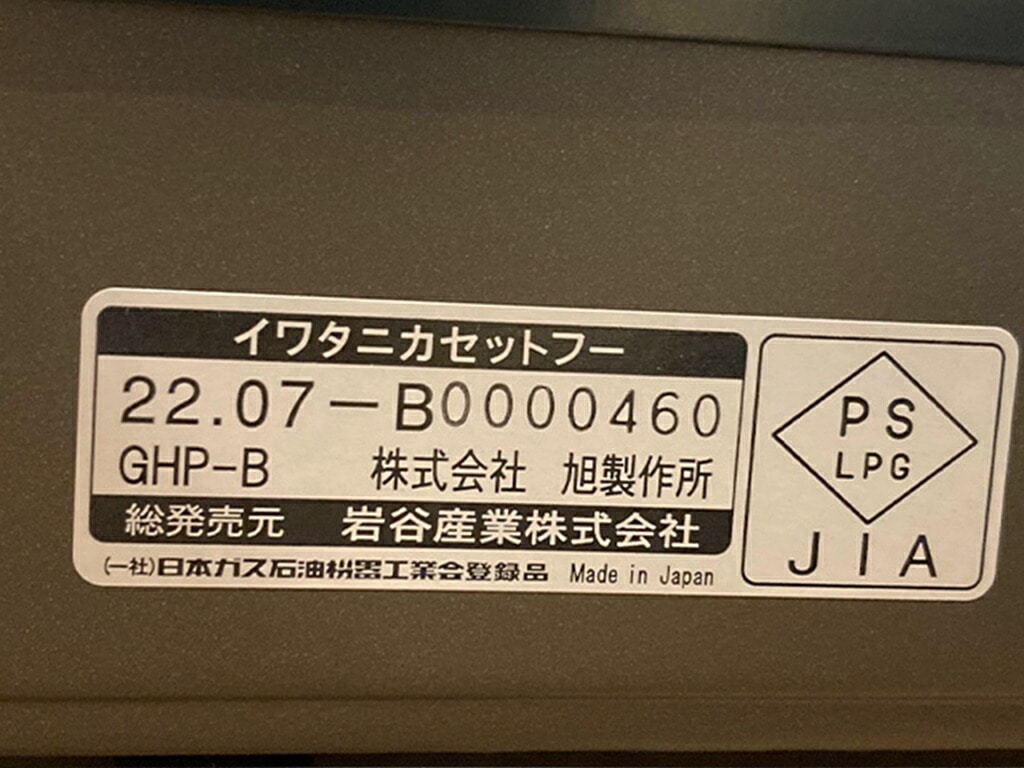 イワタニカセットフー
22.07-B0000460
GHP-B 株式会社 旭製作所
総発売元 岩谷産業株式会社
(一社)日本ガス石油機器工業会登録品 Made in Japan
PS
LPG
JIA